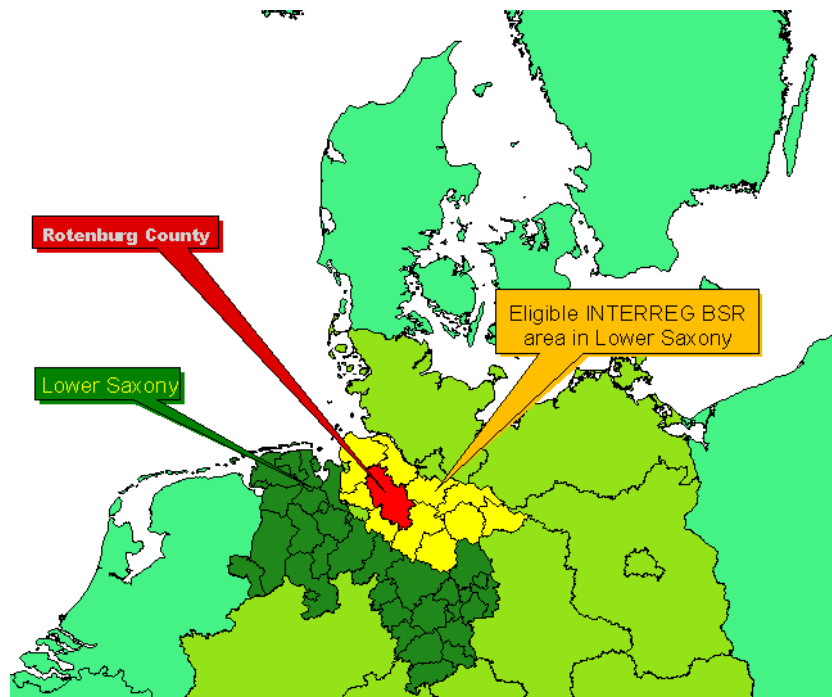 Rotenburg County
Eligible INTERREG BSR
area in Lower Saxony
Lower Saxony